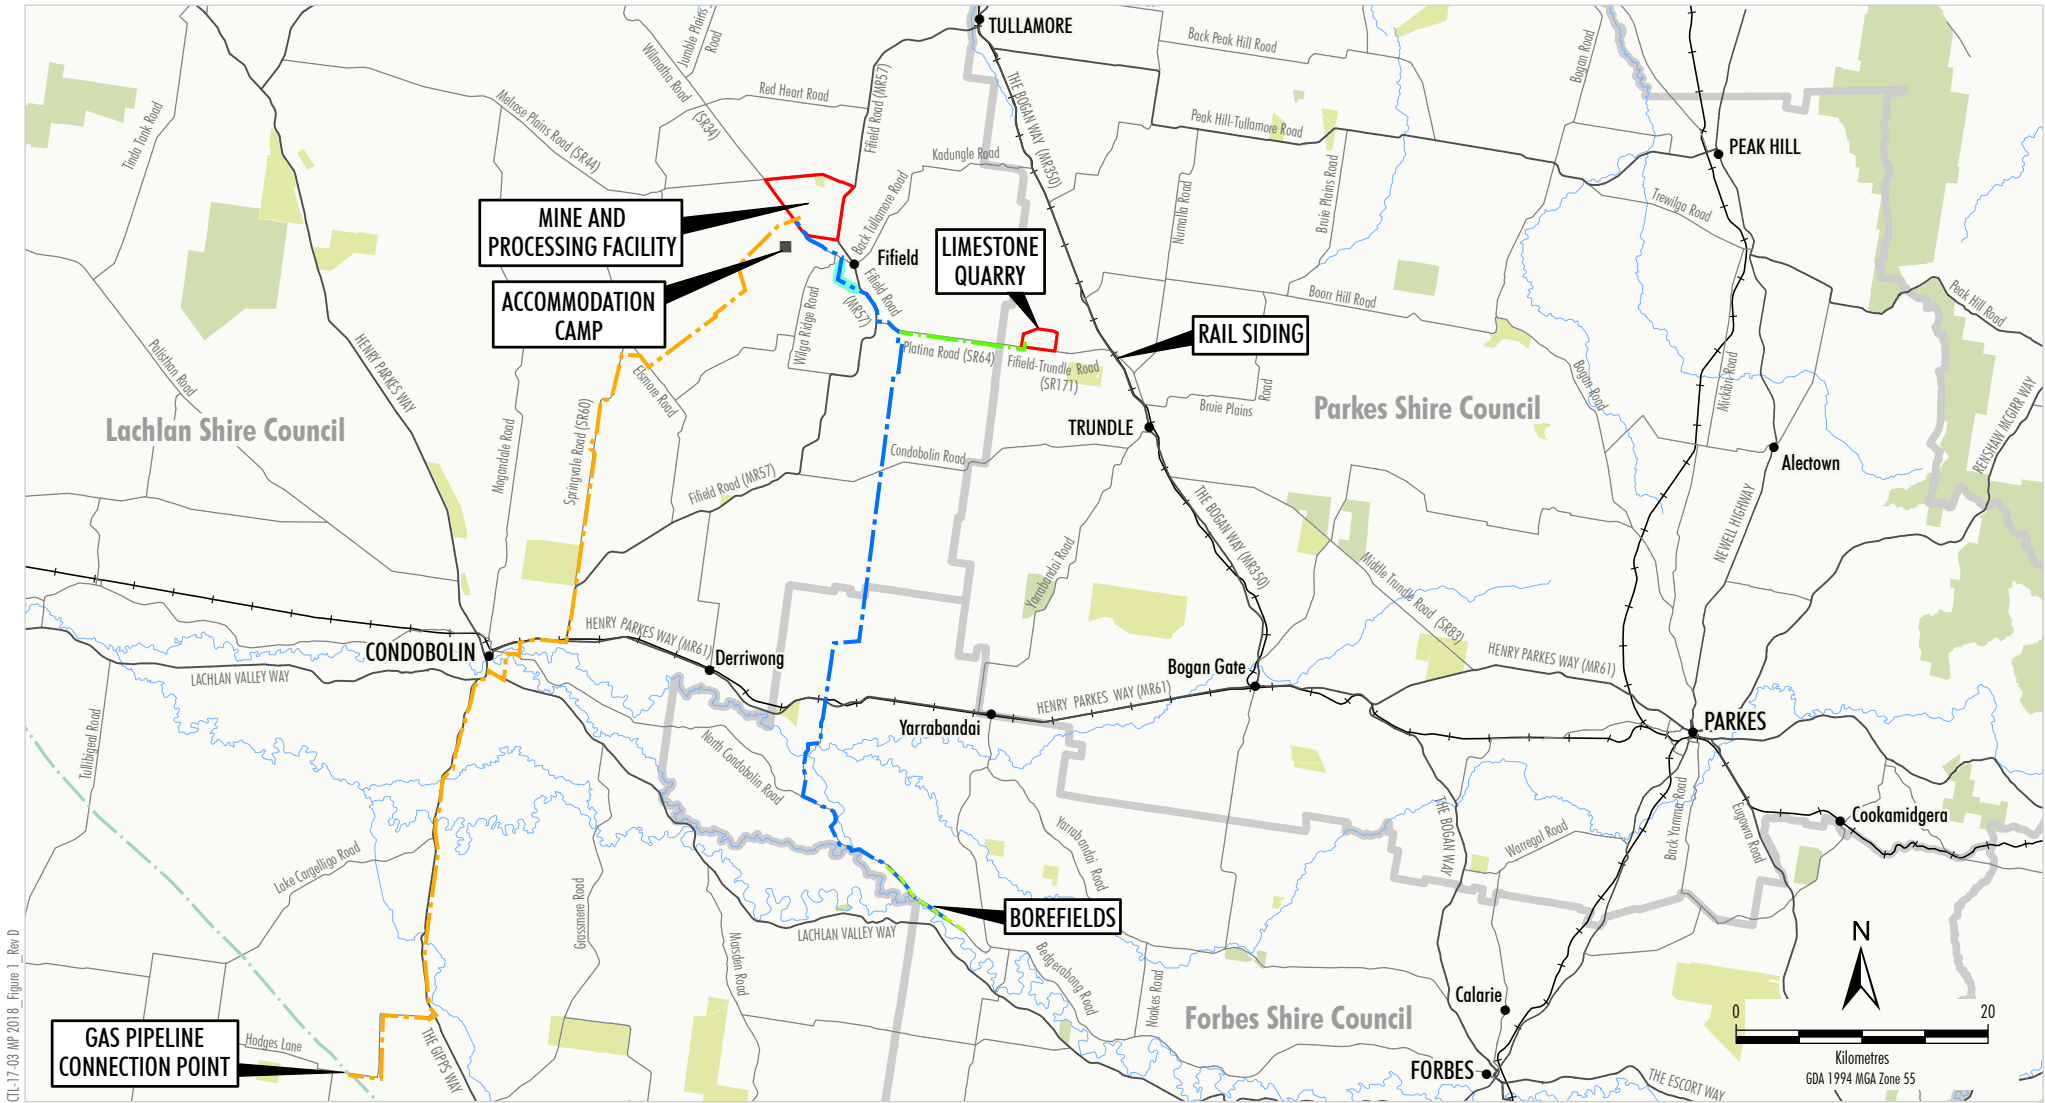 TULLAMORE
Jumble Plains
Road
Wilmatha Road
(SR34)
Back Peak Hill Road
Bogan Road
Red Heart Road
Melrose Plains Road (SR44)
Tinda Tank Road
Fifield Road (MR57)
THE BOGAN WAY (MR350)
Peak Hill-Tullamore Road
PEAK HILL
Kadungle Road
Back Tullamore Road
Numalla Road
Bruie Plains Road
Trewilga Road
MINE AND
PROCESSING FACILITY
Fifield
LIMESTONE
QUARRY
ACCOMMODATION
CAMP
Fifield Road
(MR57)
Wilga Ridge Road
Boorr Hill Road
Peak Hill Road
RAIL SIDING
HENRY PARKES WAY
Palisthan Road
Platina Road (SR64)
Fifield-Trundle Road
(SR171)
Elsmore Road
Bogan Road
Mickibri Road
RENSHAW MCGIRR WAY
Lachlan Shire Council
Parkes Shire Council
Bruie Plains
Road
TRUNDLE
Mogandale Road
Springvale Road (SR60)
Condobolin Road
Fifield Road (MR57)
Alectown
THE BOGAN WAY (MR350)
NEWELL HIGHWAY
Yarrabandai Road
Middle Trundle Road (SR83)
HENRY PARKES WAY (MR61)
CONDOBOLIN
Derriwong
LACHLAN VALLEY WAY
Bogan Gate
HENRY PARKES WAY (MR61)
HENRY PARKES WAY (MR61)
Yarrabandai
PARKES
Tullibigeal Road
North Condobolin Road
Yarrabandai Road
THE BOGAN WAY
Warregal Road
Back Yamma Road
Eugowra Road
Cookamidgera
Lake Cargelligo Road
Grassmere Road
Marsden Road
LACHLAN VALLEY WAY
BOREFIELDS
Bedgerabong Road
Noakes Road
Calarie
Forbes Shire Council
N
0
20
Kilometres
GDA 1994 MGA Zone 55
GAS PIPELINE
CONNECTION POINT
Hodges Lane
THE GIPPS WAY
FORBES
THE ESCORT WAY
CTL-17-03 MP 2018_Figure 1_Rev D